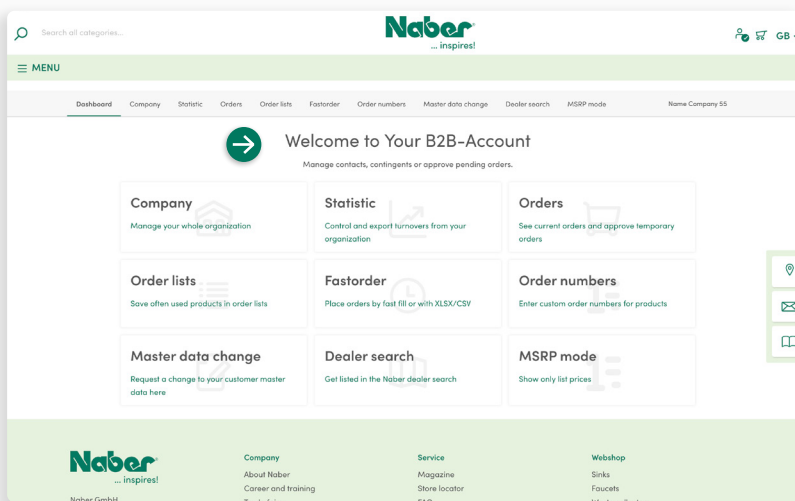 Search all categories...
Naber
... inspires!
GB
MENU
Dashboard Company Statistic Orders Order lists Fastorder Order numbers Master data change Dealer search MSRP mode Name Company 55
Welcome to Your B2B-Account
Manage contacts, contingents or approve pending orders.
Company
Manage your whole organization
Statistic
Control and export turnovers from your
organization
Orders
See current orders and approve temporary
orders
Order lists
Save often used products in order lists
Fastorder
Place orders by fast fill or with XLSX/CSV
Order numbers
Enter custom order numbers for products
Master data change
Request a change to your customer master
data here
Dealer search
Get listed in the Naber dealer search
MSRP mode
Show only list prices
Naber
... inspires!
Naber GmbH
Company
About Naber
Career and training
Service
Magazine
Store locator
Webshop
Sinks
Faucets